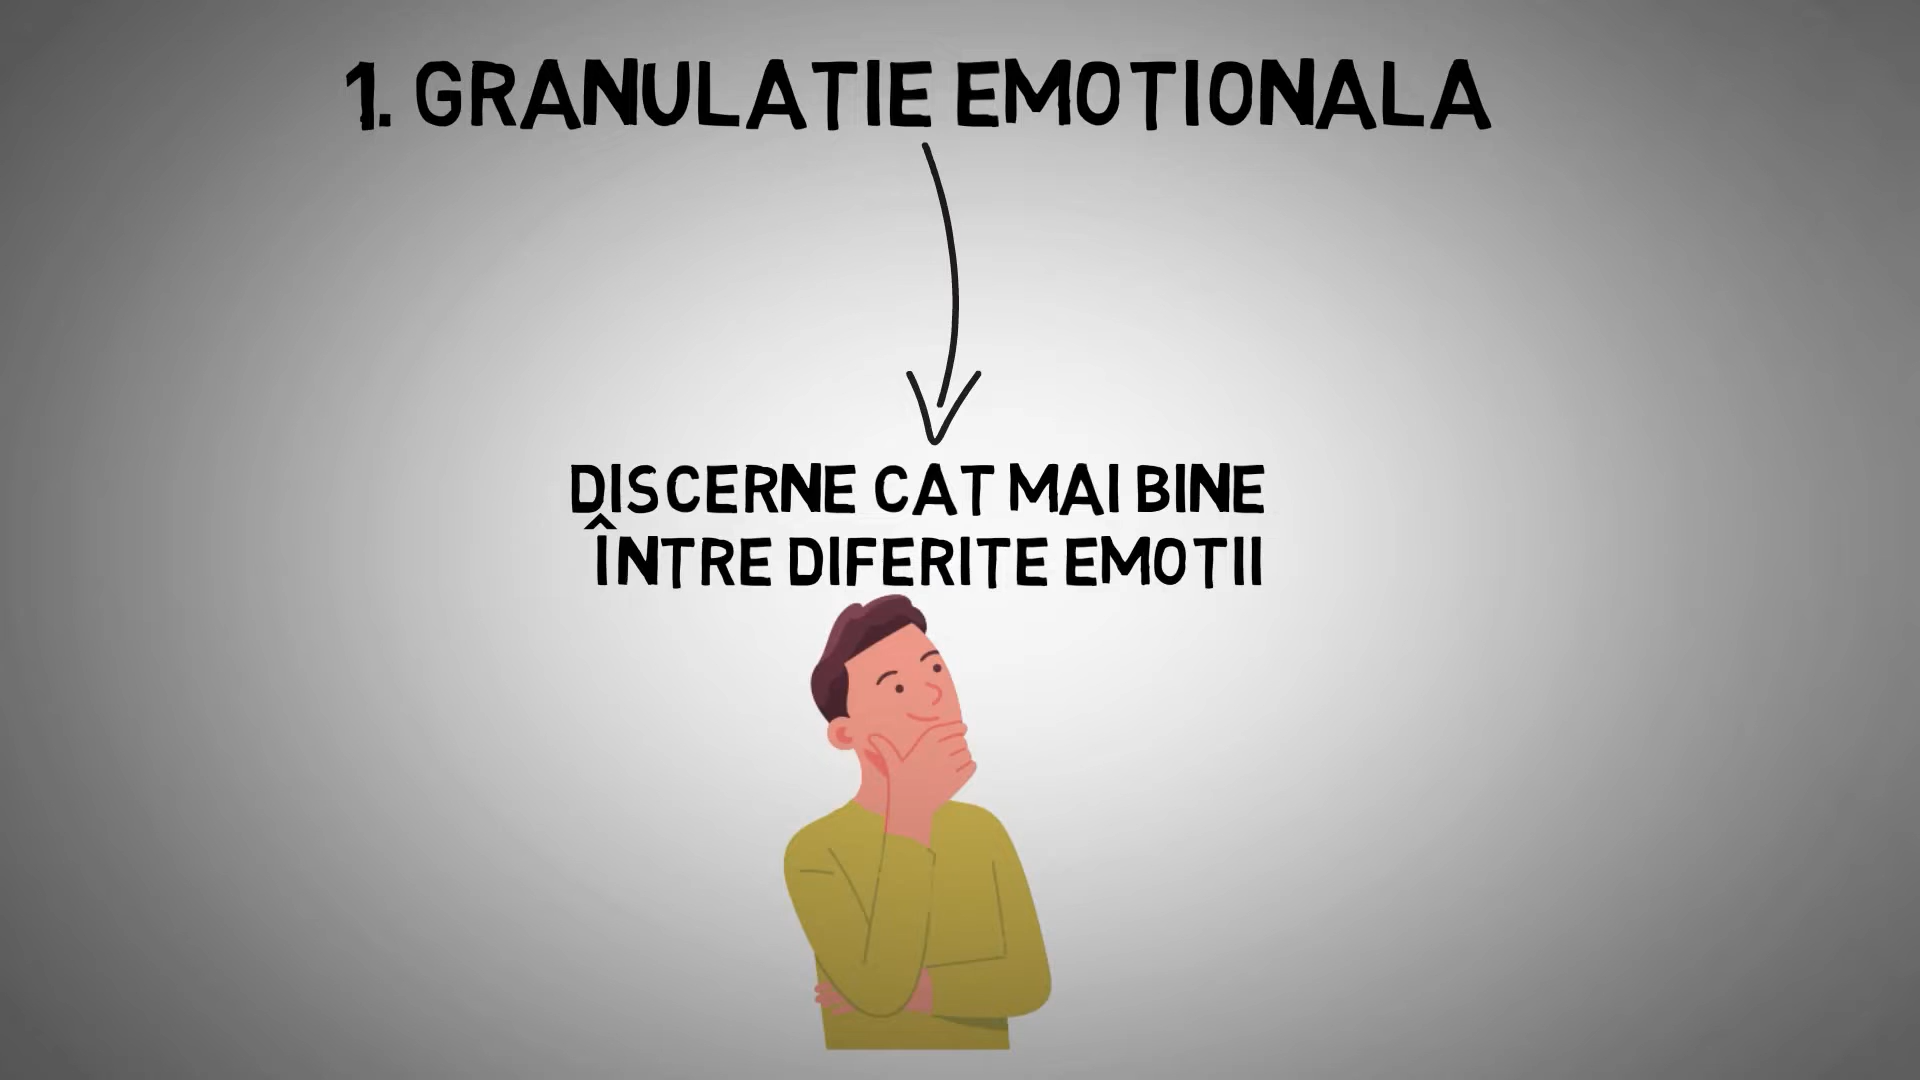 1. GRANULATIE EMOTIONALA
DISCERNE CAT MAI BINE
ÎNTRE DIFERITE EMOTII